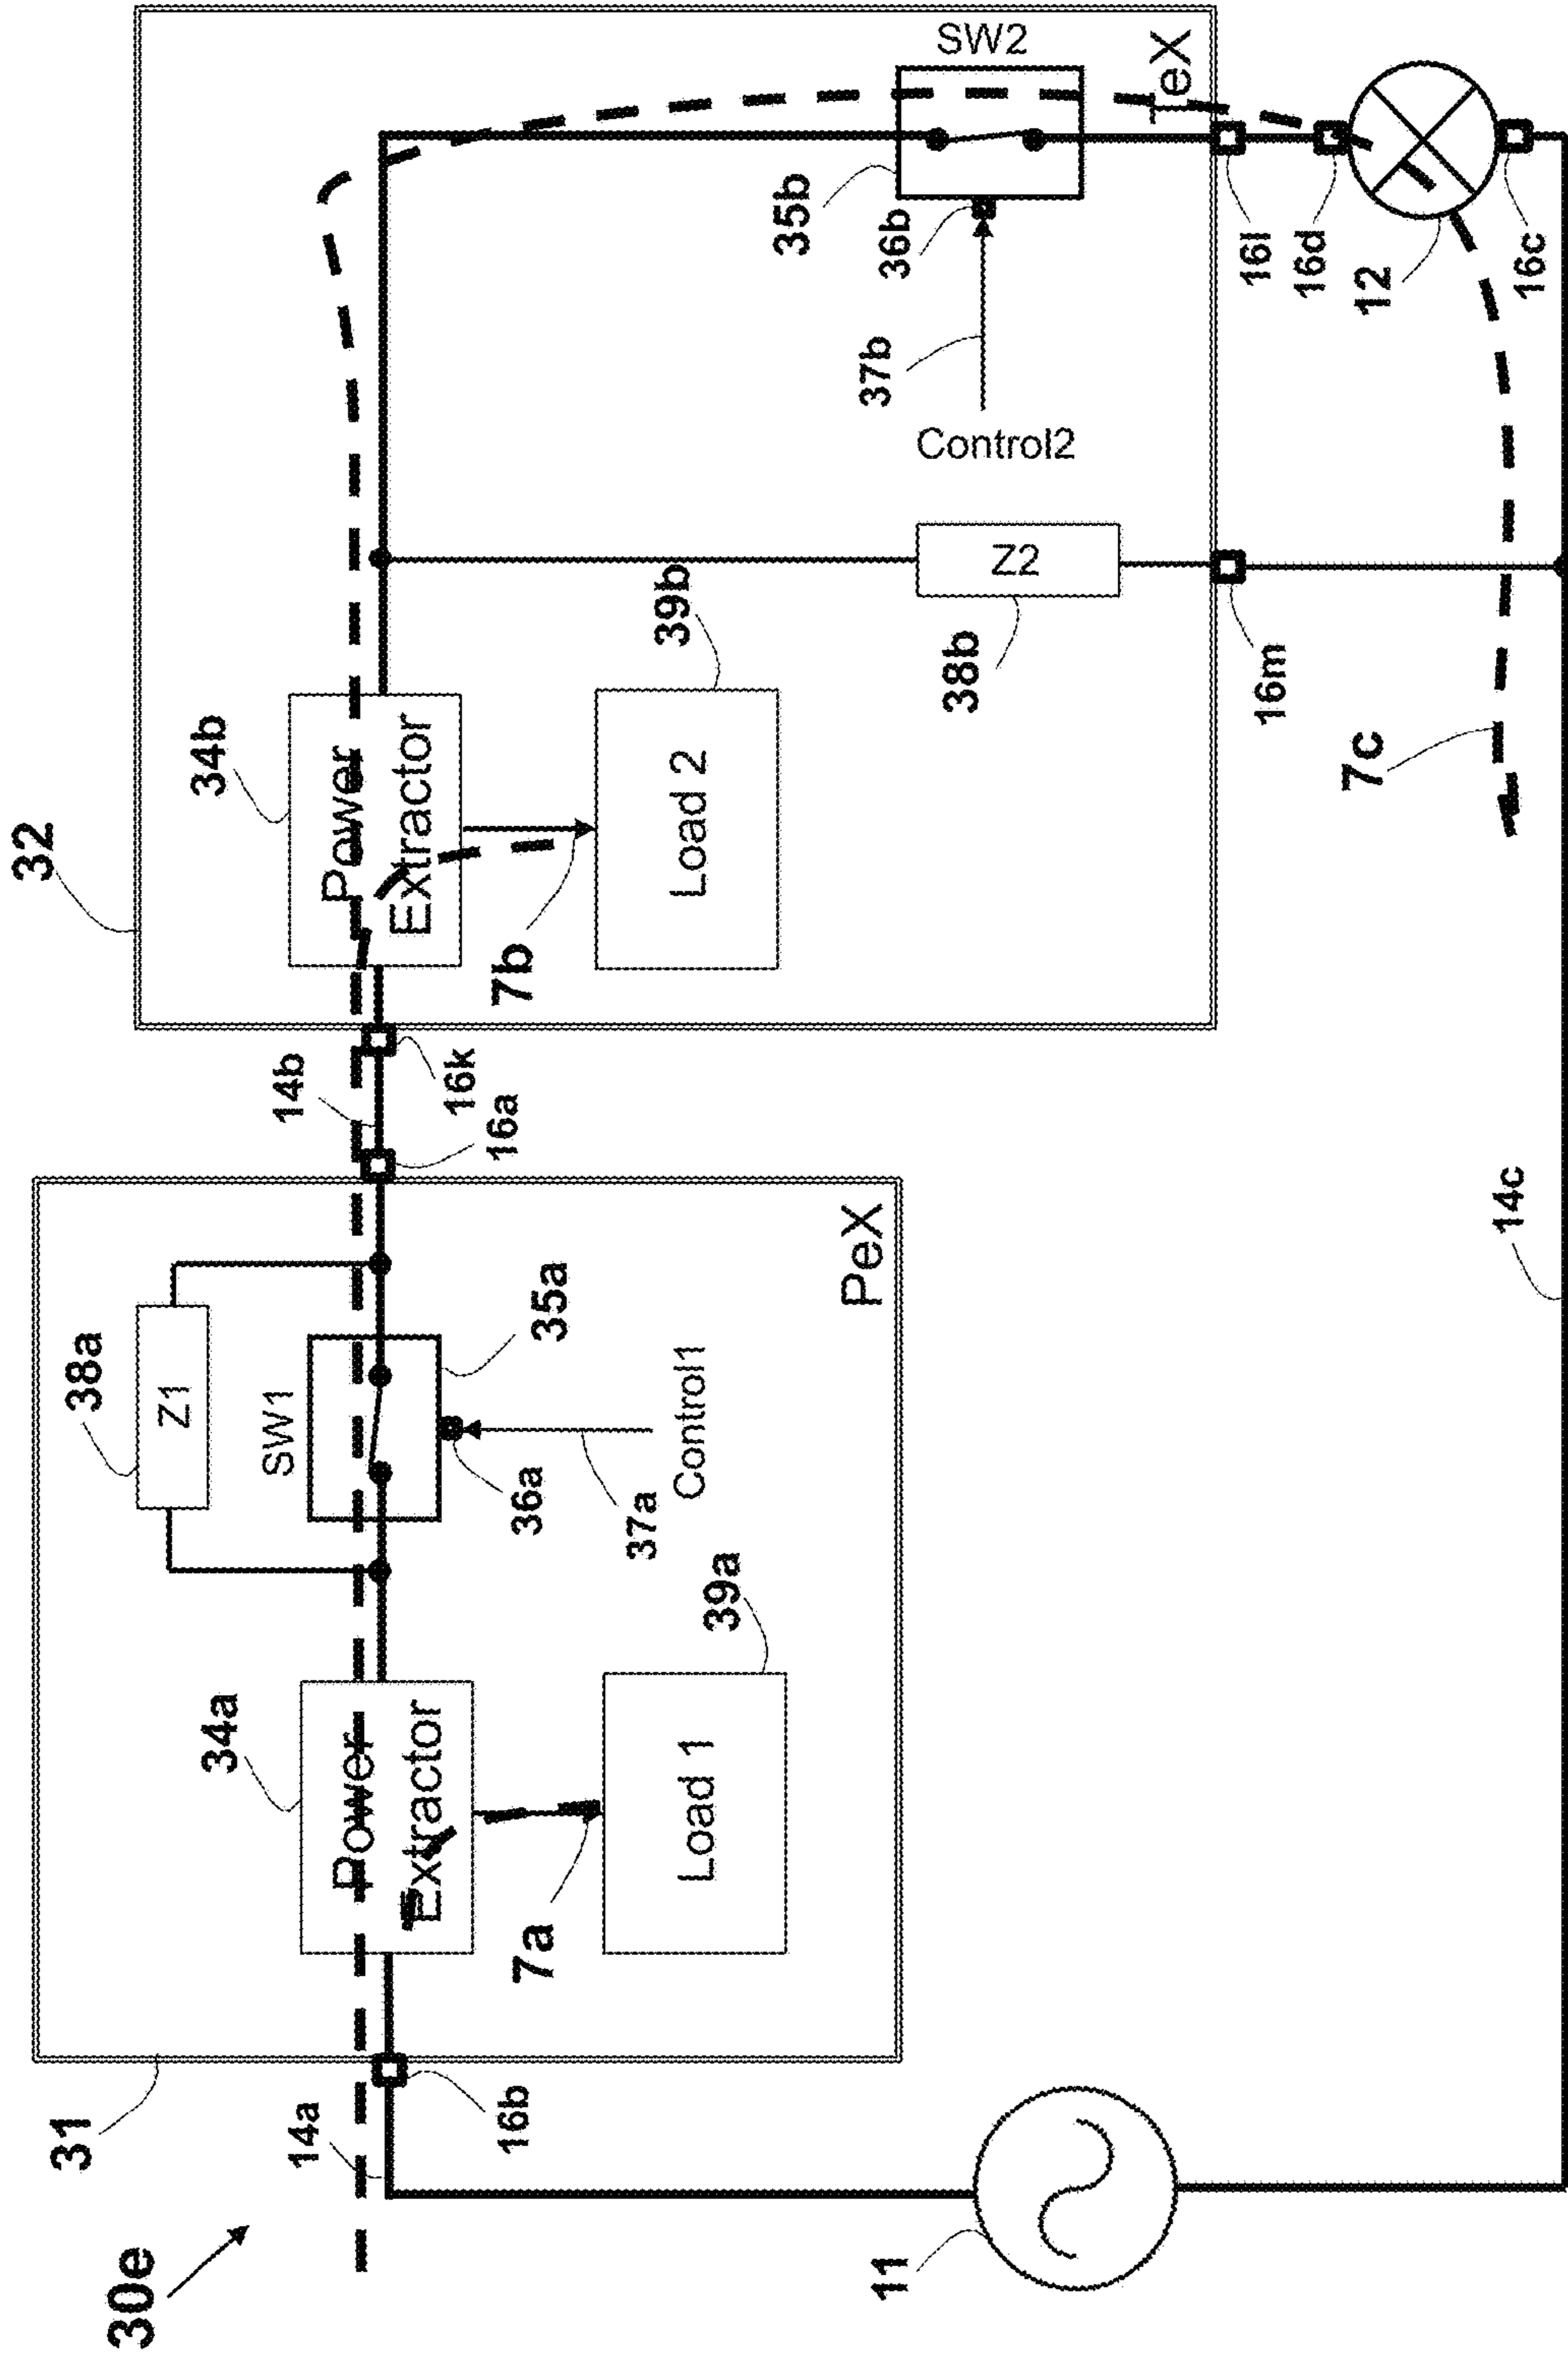 30e
31
32
38a
Z1
SW1
35a
36a
37a
Control1
34a
Power
Extractor
7a
Load 1
39a
PeX
14a
16b
14b
16a
16k
34b
Power
Extractor
7b
Load 2
39b
Z2
38b
16m
SW2
35b
36b
37b
Control2
TeX
16l
16d
12
16c
7c
14c
11